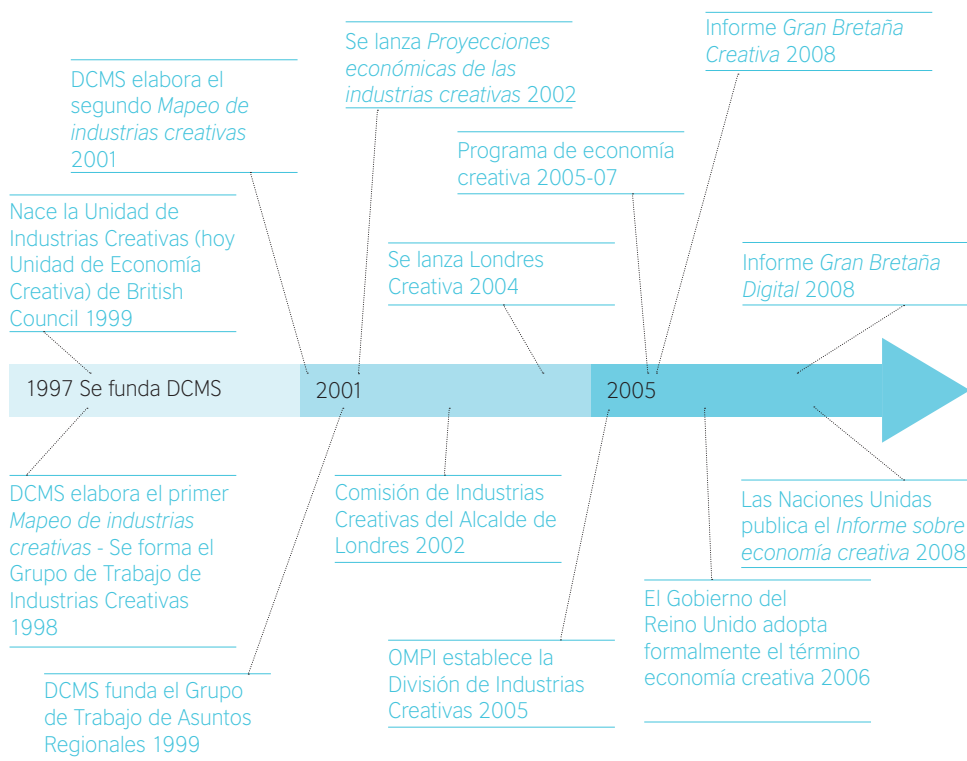 Informe Gran Bretaña
Creativa 2008
Se lanza Proyecciones
económicas de las
industrias creativas 2002
DCMS elabora el
segundo Mapeo de
industrias creativas
2001
Programa de economía
creativa 2005-07
Nace la Unidad de
Industrias Creativas (hoy
Unidad de Economía
Creativa) de British
Council 1999
Se lanza Londres
Creativa 2004
Informe Gran Bretaña
Digital 2008
1997 Se funda DCMS
2001
2005
DCMS elabora el primer
Mapeo de industrias
creativas - Se forma el
Grupo de Trabajo de
Industrias Creativas
1998
Comisión de Industrias
Creativas del Alcalde de
Londres 2002
Las Naciones Unidas
publica el Informe sobre
economía creativa 2008
El Gobierno del
Reino Unido adopta
formalmente el término
economía creativa 2006
OMPI establece la
División de Industrias
Creativas 2005
DCMS funda el Grupo
de Trabajo de Asuntos
Regionales 1999